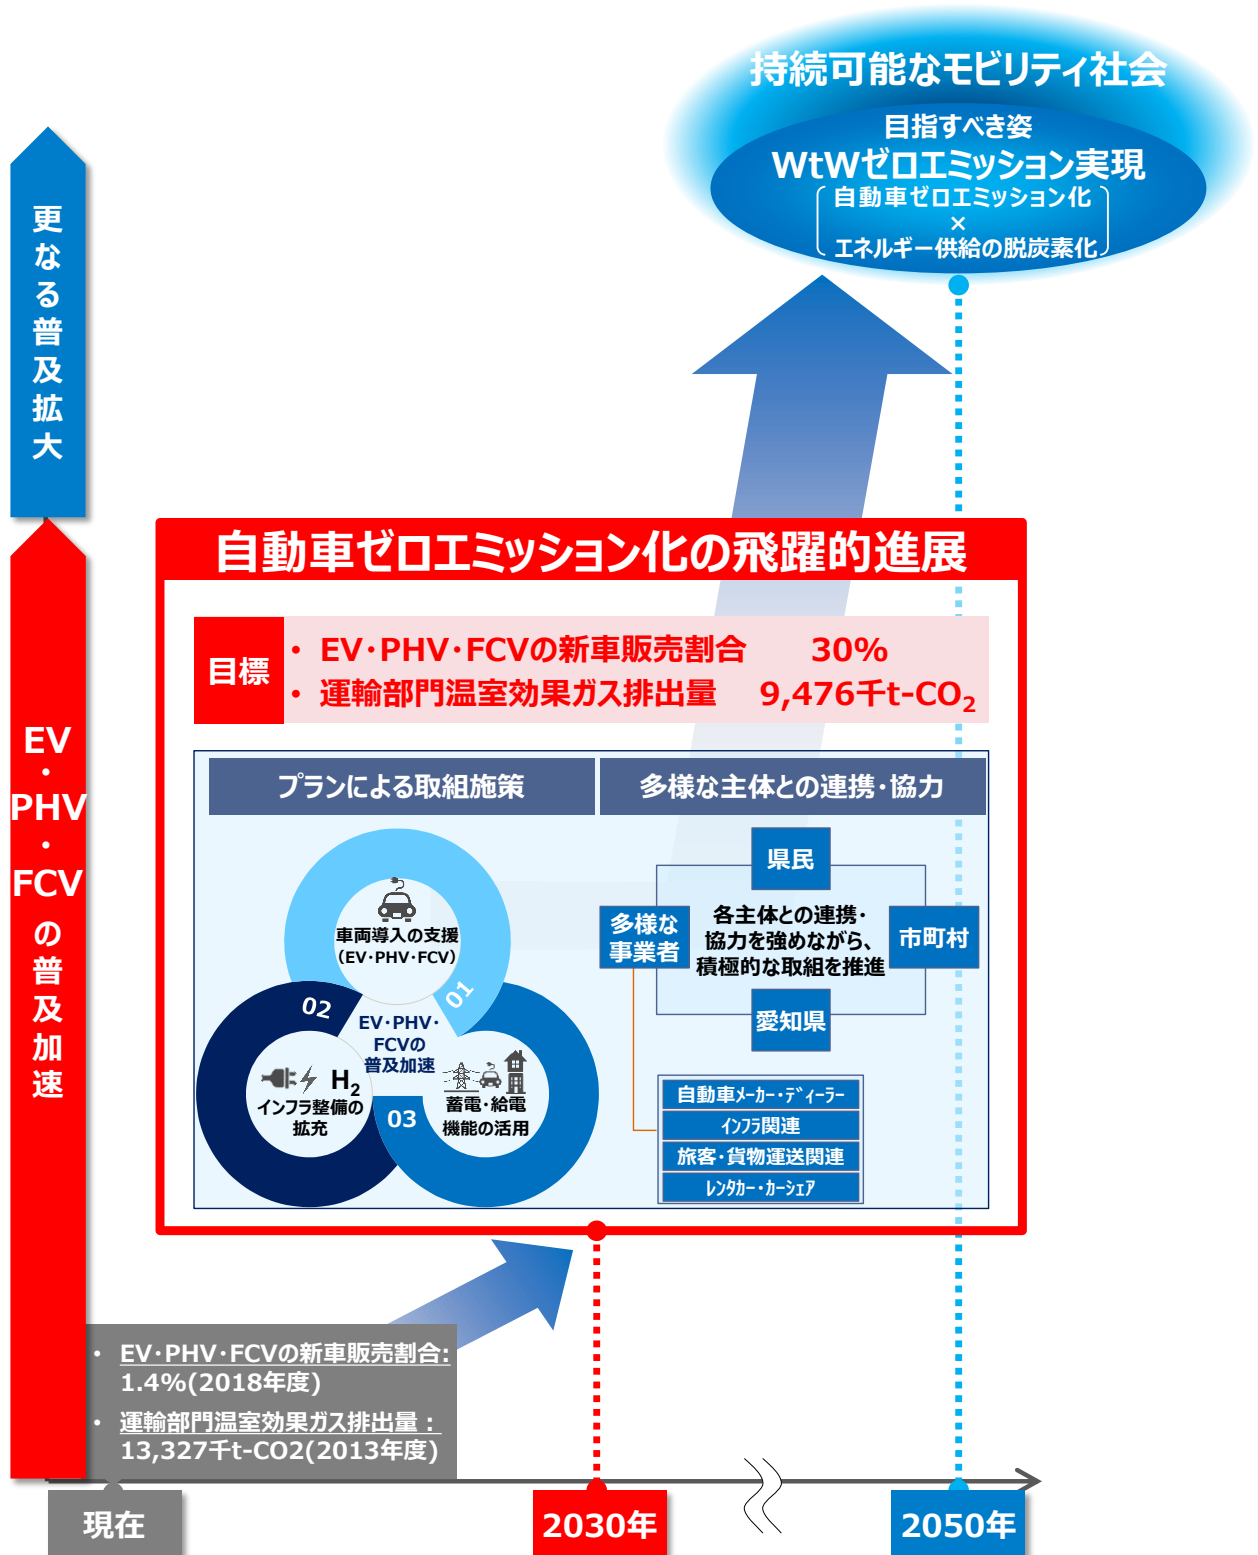 持続可能なモビリティ社会
目指すべき姿
WtWゼロエミッション実現
自動車ゼロエミッション化
×
エネルギー供給の脱炭素化
更なる普及拡大
EV・PHV・FCVの普及加速
自動車ゼロエミッション化の飛躍的進展
目標
・ EV・PHV・FCVの新車販売割合 30%
・ 運輸部門温室効果ガス排出量 9,476千t-CO₂
プランによる取組施策
車両導入の支援
（EV・PHV・FCV）
01
02
EV・PHV・
FCVの
普及加速
H₂
インフラ整備の
拡充
03
蓄電・給電
機能の活用
多様な主体との連携・協力
県民
多様な
事業者
各主体との連携・
協力を強めながら、
積極的な取組を推進
市町村
愛知県
自動車ﾒｰｶｰ・ﾃﾞｨｰﾗｰ
ｲﾝﾌﾗ関連
旅客・貨物運送関連
ﾚﾝﾀｶｰ・ｶｰｼｪｱ
・ EV・PHV・FCVの新車販売割合:
1.4%(2018年度)
・ 運輸部門温室効果ガス排出量：
13,327千t-CO2(2013年度)
現在
2030年
2050年